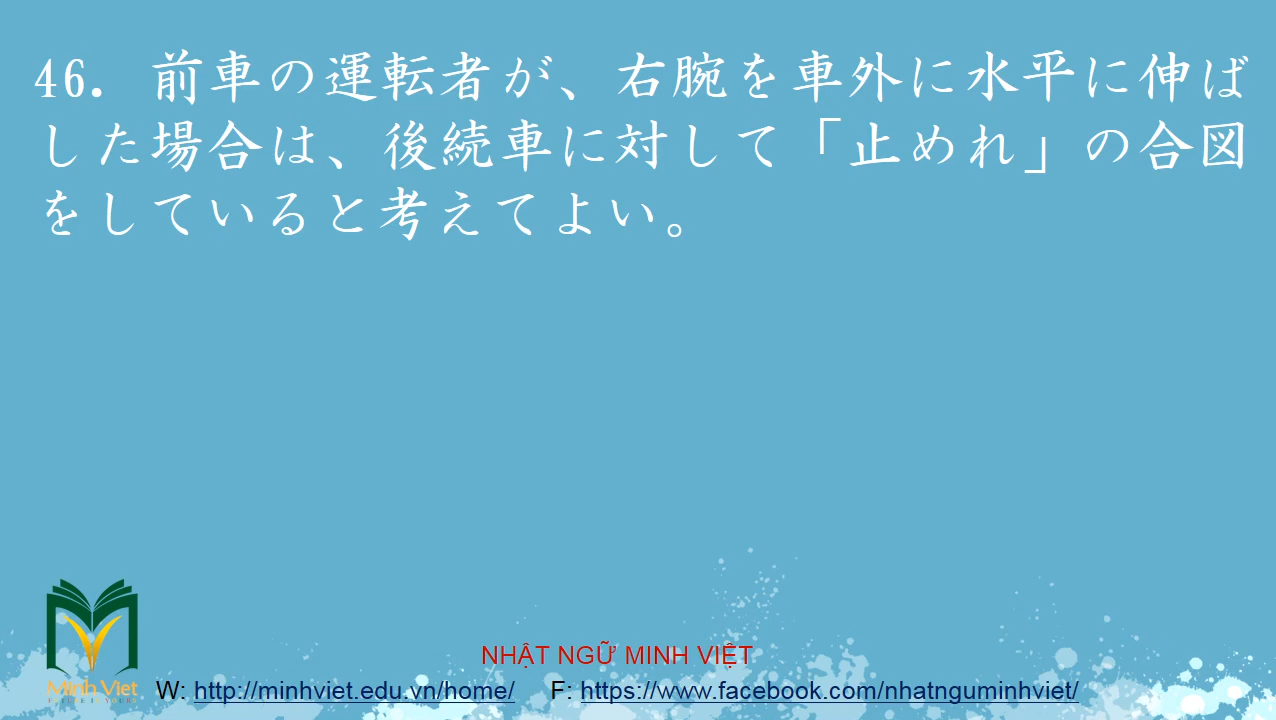 46. 前車の運転者が、右腕を車外に水平に伸ば
した場合は、後続車に対して「止めれ」の合図
をしていると考えてよい。
NHẬT NGỮ MINH VIỆT
Minh Viet
W: http://minhviet.edu.vn/home/ F: https://www.facebook.com/nhatnguminhviet/